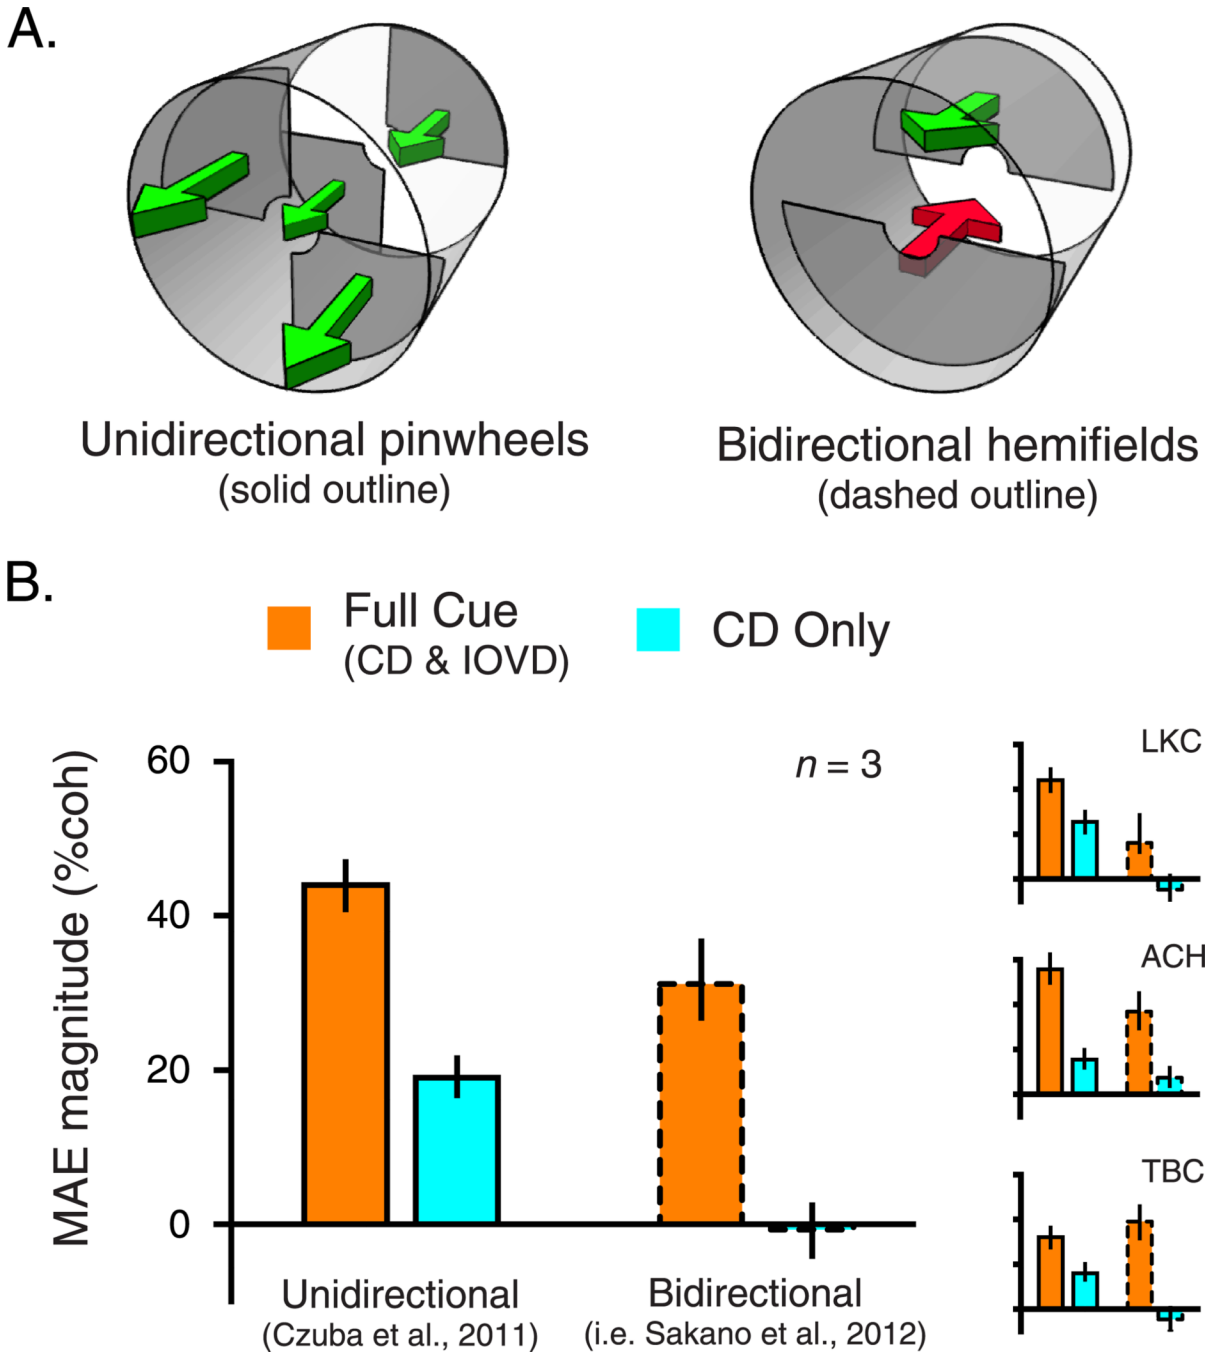 A.
Unidirectional pinwheels
(solid outline)
Bidirectional hemifields
(dashed outline)
B.
Full Cue
(CD & IOVD)
CD Only
MAE magnitude (%coh)
60
40
20
0
n = 3
Unidirectional
(Czuba et al., 2011)
Bidirectional
(i.e. Sakano et al., 2012)
LKC
ACH
TBC